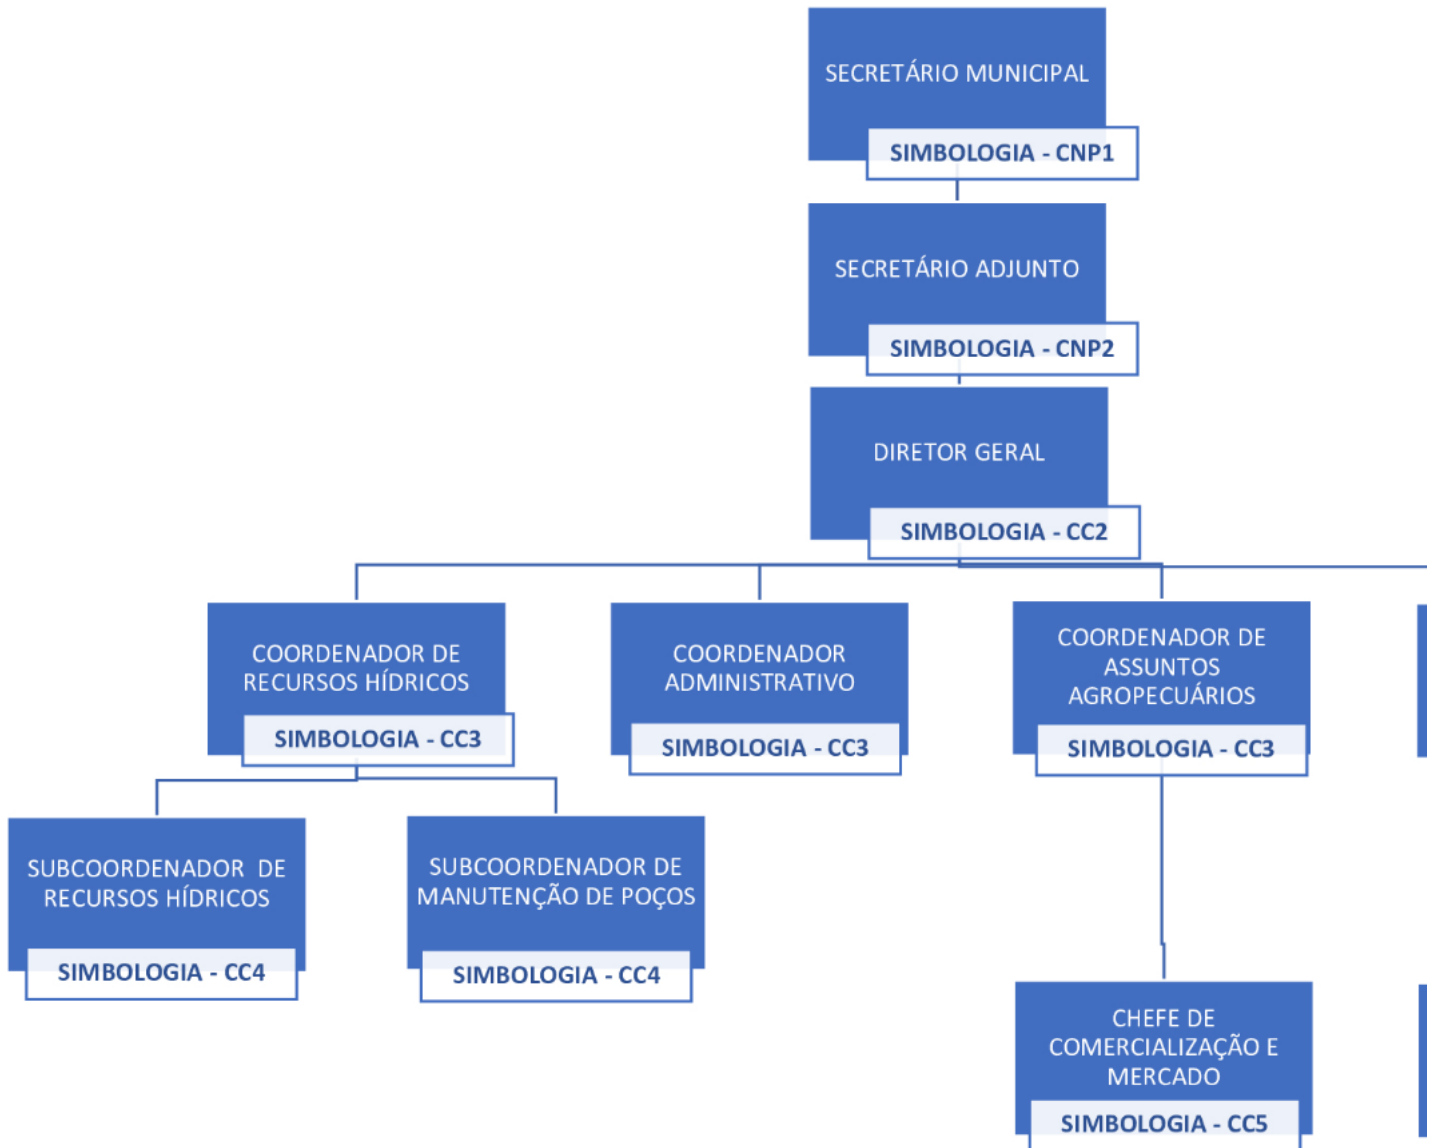 SECRETÁRIO MUNICIPAL
SIMBOLOGIA - CNP1
SECRETÁRIO ADJUNTO
SIMBOLOGIA - CNP2
DIRETOR GERAL
SIMBOLOGIA - CC2
COORDENADOR DE
RECURSOS HÍDRICOS
SIMBOLOGIA - CC3
COORDENADOR
ADMINISTRATIVO
SIMBOLOGIA - CC3
COORDENADOR DE
ASSUNTOS
AGROPECUÁRIOS
SIMBOLOGIA - CC3
SUBCOORDENADOR DE
RECURSOS HÍDRICOS
SIMBOLOGIA - CC4
SUBCOORDENADOR DE
MANUTENÇÃO DE POÇOS
SIMBOLOGIA - CC4
CHEFE DE
COMERCIALIZAÇÃO E
MERCADO
SIMBOLOGIA - CC5